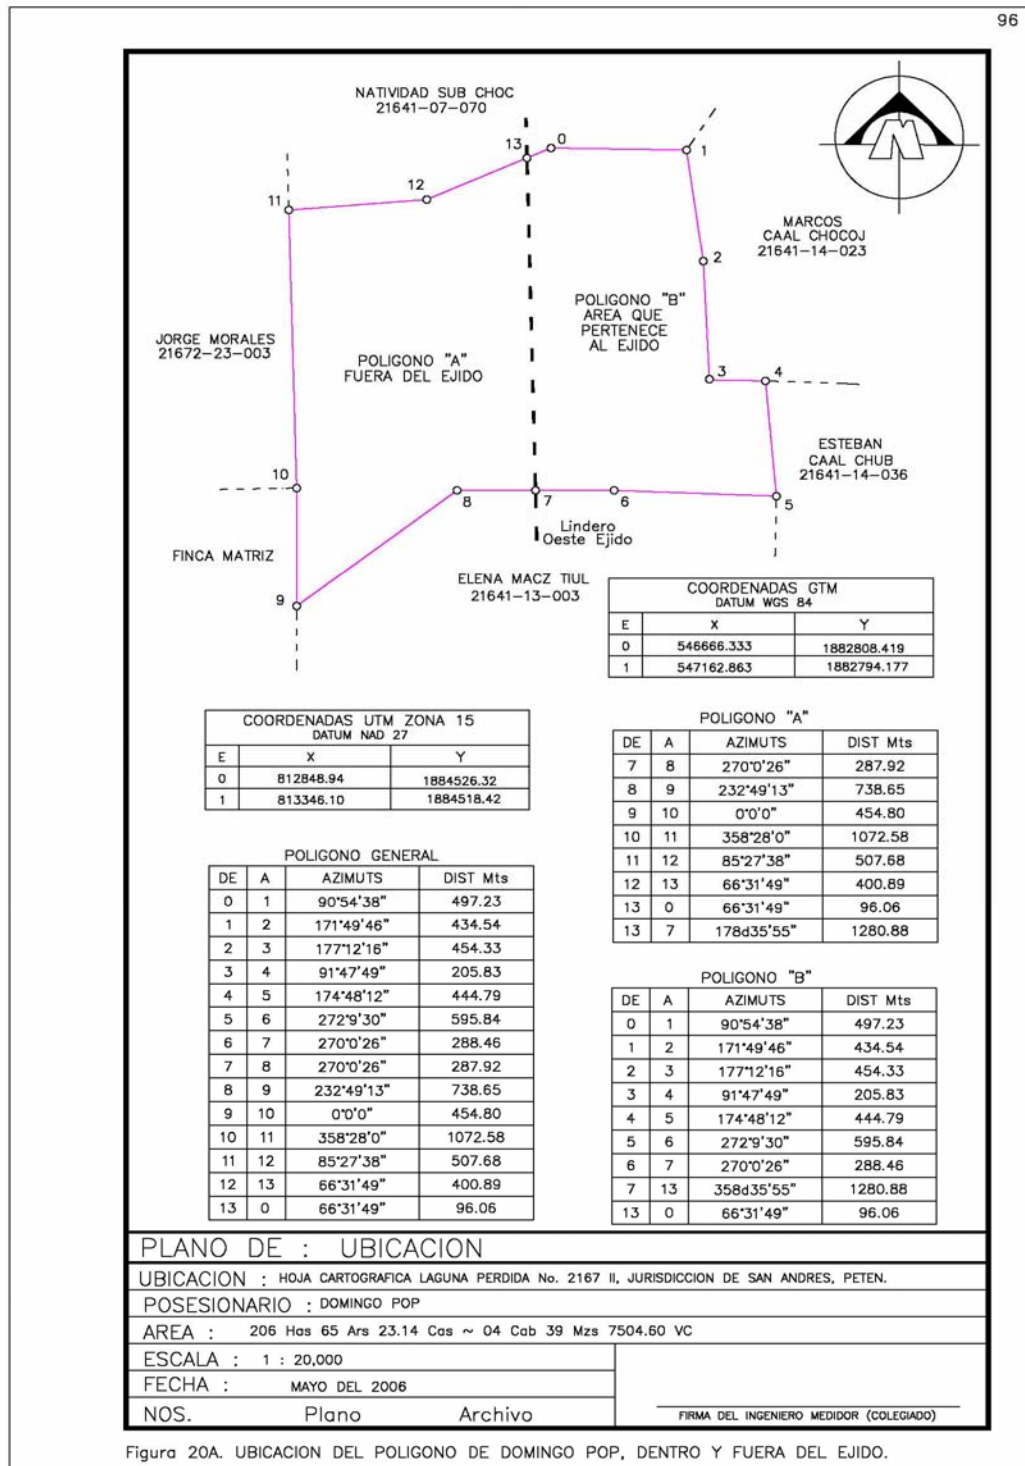 96
NATIVIDAD SUB CHOC
21641-07-070
13
0
1
12
11
MARCOS
CAAL CHOCOJ
21641-14-023
2
POLIGONO "B"
AREA QUE
PERTENECE
AL EJIDO
JORGE MORALES
21672-23-003
POLIGONO "A"
FUERA DEL EJIDO
3
4
ESTEBAN
CAAL CHUB
21641-14-036
10
8
7
6
5
Lindero
Oeste Ejido
FINCA MATRIZ
9
ELENA MACZ TIUL
21641-13-003
COORDENADAS GTM
DATUM WGS 84
E X Y
0 546666.333 1882808.419
1 547162.863 1882794.177
COORDENADAS UTM ZONA 15
DATUM NAD 27
E X Y
0 812848.94 1884526.32
1 813346.10 1884518.42
POLIGONO "A"
DE A AZIMUTS DIST Mts
7 8 270°0'26" 287.92
8 9 232°49'13" 738.65
9 10 0°0'0" 454.80
10 11 358°28'0" 1072.58
11 12 85°27'38" 507.68
12 13 66°31'49" 400.89
13 0 66°31'49" 96.06
13 7 178d35'55" 1280.88
POLIGONO GENERAL
DE A AZIMUTS DIST Mts
0 1 90°54'38" 497.23
1 2 171°49'46" 434.54
2 3 177°12'16" 454.33
3 4 91°47'49" 205.83
4 5 174°48'12" 444.79
5 6 272°9'30" 595.84
6 7 270°0'26" 288.46
7 8 270°0'26" 287.92
8 9 232°49'13" 738.65
9 10 0°0'0" 454.80
10 11 358°28'0" 1072.58
11 12 85°27'38" 507.68
12 13 66°31'49" 400.89
13 0 66°31'49" 96.06
POLIGONO "B"
DE A AZIMUTS DIST Mts
0 1 90°54'38" 497.23
1 2 171°49'46" 434.54
2 3 177°12'16" 454.33
3 4 91°47'49" 205.83
4 5 174°48'12" 444.79
5 6 272°9'30" 595.84
6 7 270°0'26" 288.46
7 13 358d35'55" 1280.88
13 0 66°31'49" 96.06
PLANO DE : UBICACION
UBICACION : HOJA CARTOGRAFICA LAGUNA PERDIDA No. 2167 II, JURISDICCION DE SAN ANDRES, PETEN.
POSESIONARIO : DOMINGO POP
AREA : 206 Has 65 Ars 23.14 Cas ~ 04 Cab 39 Mzs 7504.60 VC
ESCALA : 1 : 20,000
FECHA : MAYO DEL 2006
NOS. Plano Archivo
FIRMA DEL INGENIERO MEDIDOR (COLEGIADO)
Figura 20A. UBICACION DEL POLIGONO DE DOMINGO POP, DENTRO Y FUERA DEL EJIDO.